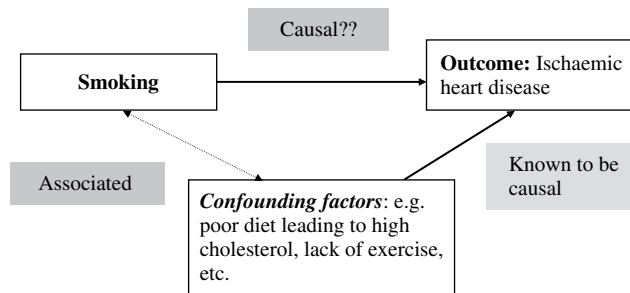 Causal??
Smoking
Outcome: Ischaemic
heart disease
Associated
Known to be
causal
Confounding factors: e.g.
poor diet leading to high
cholesterol, lack of exercise,
etc.